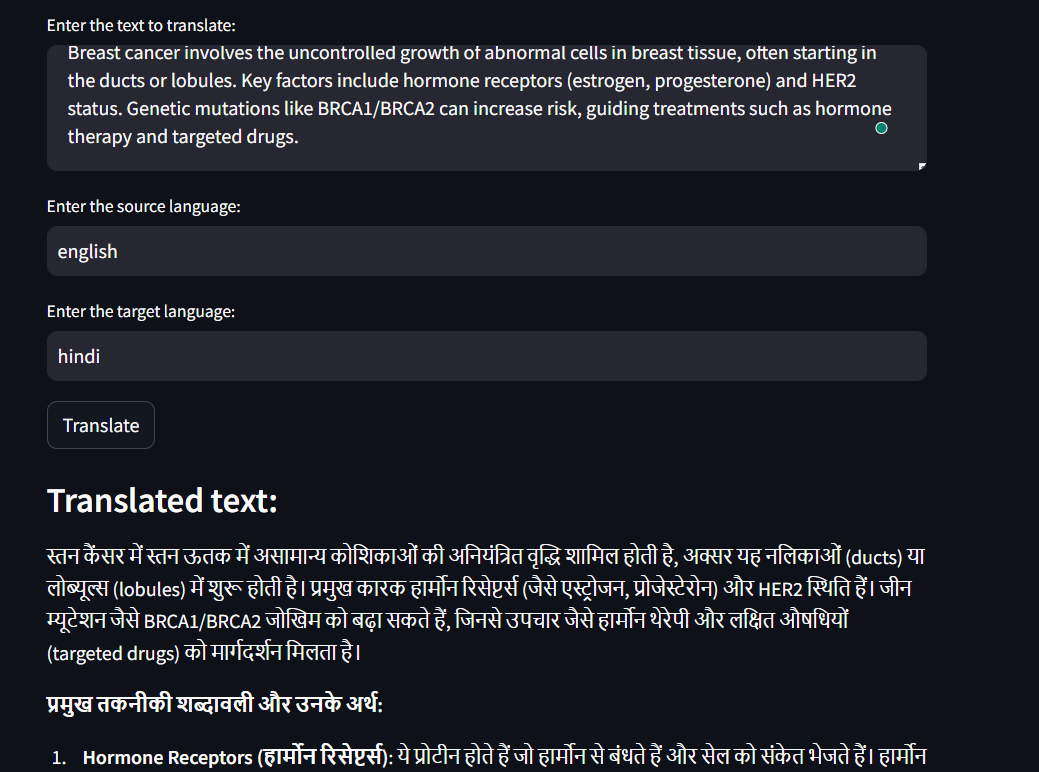 Enter the text to translate:
Breast cancer involves the uncontrolled growth of abnormal cells in breast tissue, often starting in
the ducts or lobules. Key factors include hormone receptors (estrogen, progesterone) and HER2
status. Genetic mutations like BRCA1/BRCA2 can increase risk, guiding treatments such as hormone
therapy and targeted drugs.
Enter the source language:
english
Enter the target language:
hindi
Translate
Translated text:
स्तन कैंसर में स्तन ऊतक में असामान्य कोशिकाओं की अनियंत्रित वृद्धि शामिल होती है, अक्सर यह नलिकाओं (ducts) या
लोब्यूल्स (lobules) में शुरू होती है। प्रमुख कारक हार्मोन रिसेप्टर्स (जैसे एस्ट्रोजन, प्रोजेस्टेरोन) और HER2 स्थिति हैं। जीन
म्यूटेशन जैसे BRCA1/BRCA2 जोखिम को बढ़ा सकते हैं, जिनसे उपचार जैसे हार्मोन थेरेपी और लक्षित औषधियों
(targeted drugs) को मार्गदर्शन मिलता है।
प्रमुख तकनीकी शब्दावली और उनके अर्थ:
1. Hormone Receptors (हार्मोन रिसेप्टर्स): ये प्रोटीन होते हैं जो हार्मोन से बंधते हैं और सेल को संकेत भेजते हैं। हार्मोन